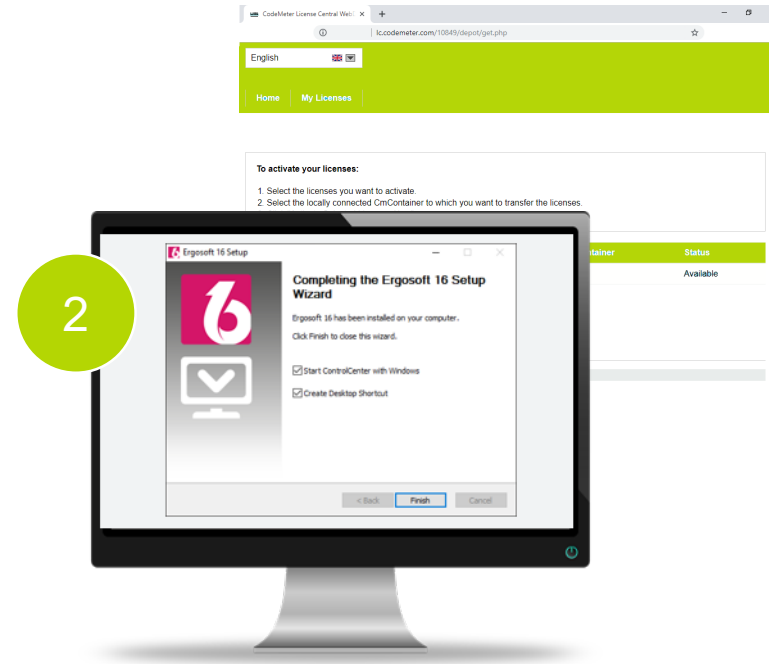 CodeMeter License Central Web
lc.codemeter.com/10849/depot/get.php
English
Home My Licenses
To activate your licenses:
1. Select the licenses you want to activate.
2. Select the locally connected CmContainer to which you want to transfer the licenses.
tainer Status
Available
2
Ergosoft 16 Setup
6
Completing the Ergosoft 16 Setup
Wizard
Ergosoft 16 has been installed on your computer.
Click Finish to close this wizard.
Start ControlCenter with Windows
Create Desktop Shortcut
< Back Finish Cancel